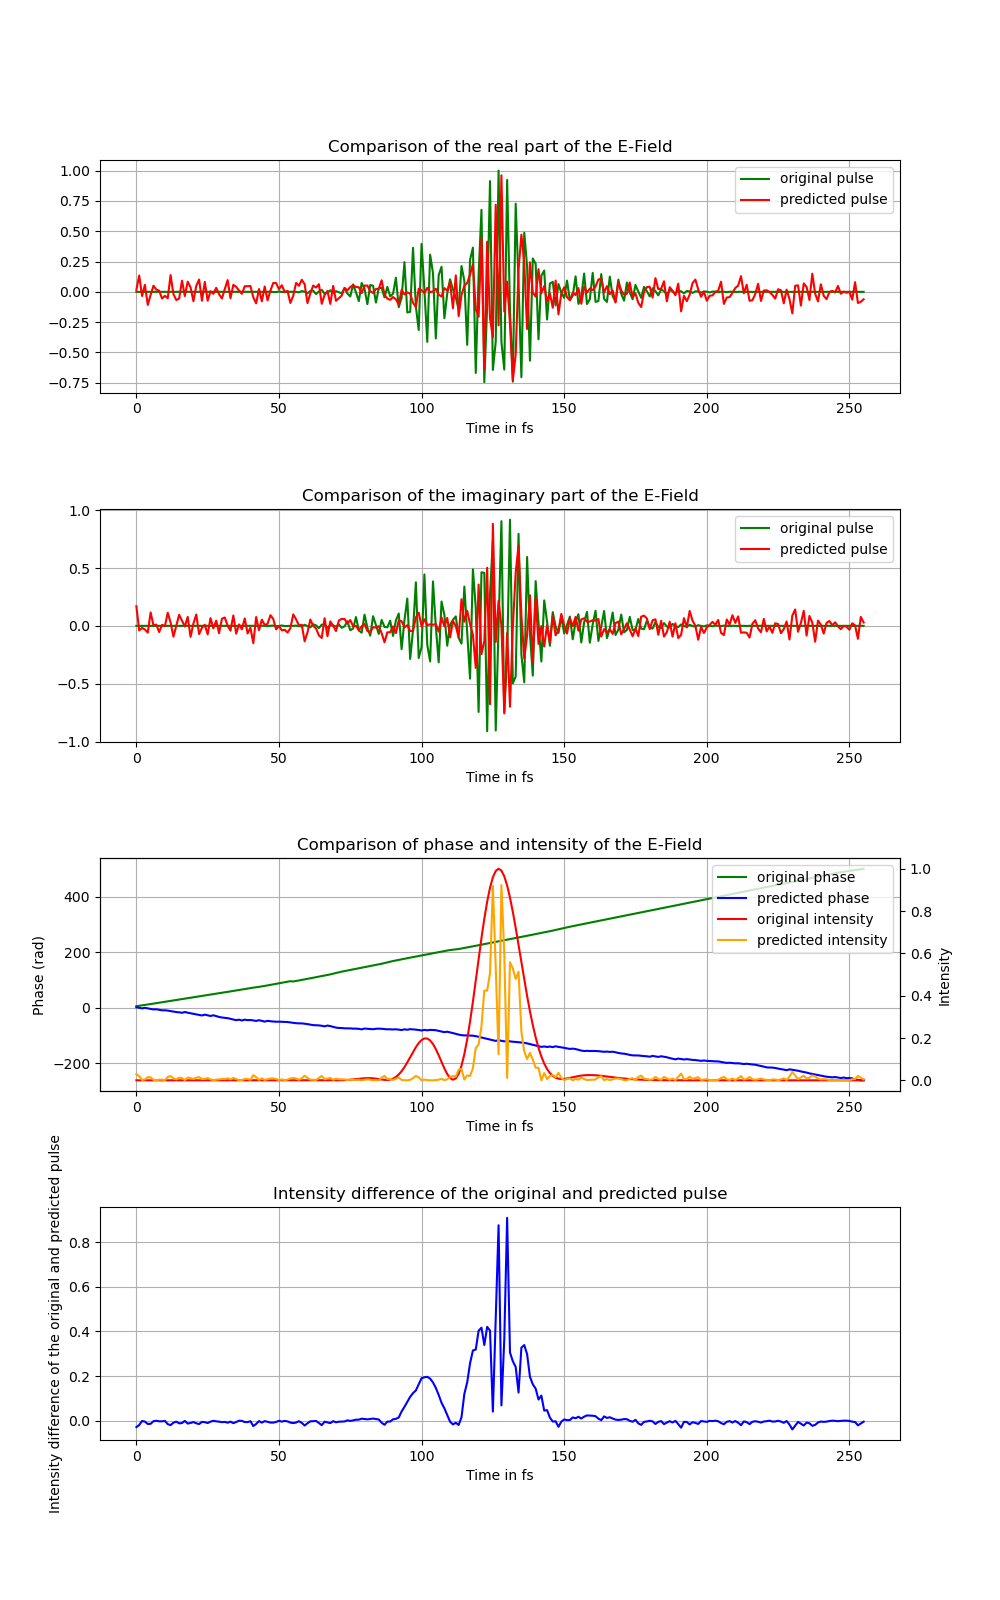 Comparison of the real part of the E-Field
1.00
0.75
0.50
0.25
0.00
−0.25
−0.50
−0.75
original pulse
predicted pulse
0 50 100 150 200 250
Time in fs
Comparison of the imaginary part of the E-Field
1.0
0.5
0.0
−0.5
−1.0
original pulse
predicted pulse
0 50 100 150 200 250
Time in fs
Comparison of phase and intensity of the E-Field
Phase (rad)
400
200
0
−200
original phase
predicted phase
original intensity
predicted intensity
1.0
0.8
0.6
0.4
0.2
0.0
Intensity
0 50 100 150 200 250
Time in fs
Intensity difference of the original and predicted pulse
Intensity difference of the original and predicted pulse
0.8
0.6
0.4
0.2
0.0
0 50 100 150 200 250
Time in fs